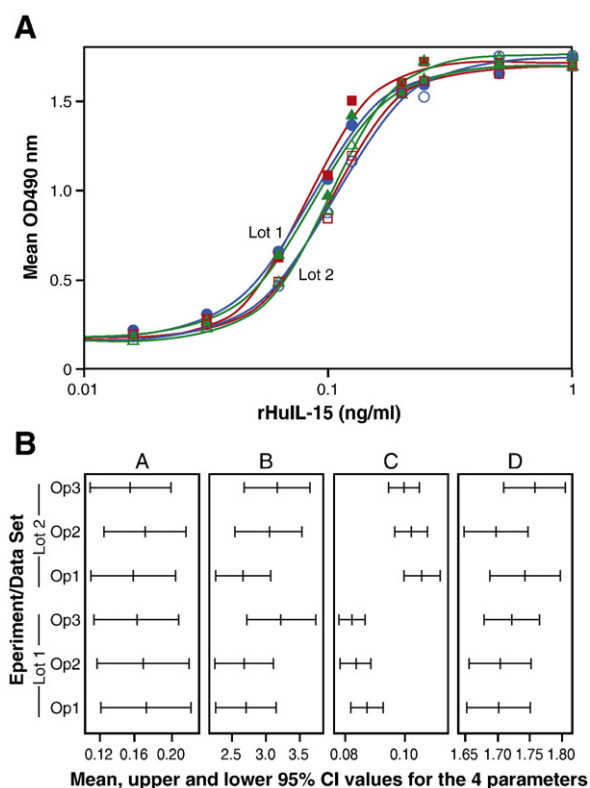 A
Mean OD490 nm
1.5
1.0
0.5
0
Lot 1
Lot 2
0.01 0.1 1
rHuIL-15 (ng/ml)
B
A B C D
Eperiment/Data Set
Lot 2
Op3
Op2
Op1
Lot 1
Op3
Op2
Op1
0.12 0.16 0.20 2.5 3.0 3.5 0.08 0.10 1.65 1.70 1.75 1.80
Mean, upper and lower 95% CI values for the 4 parameters